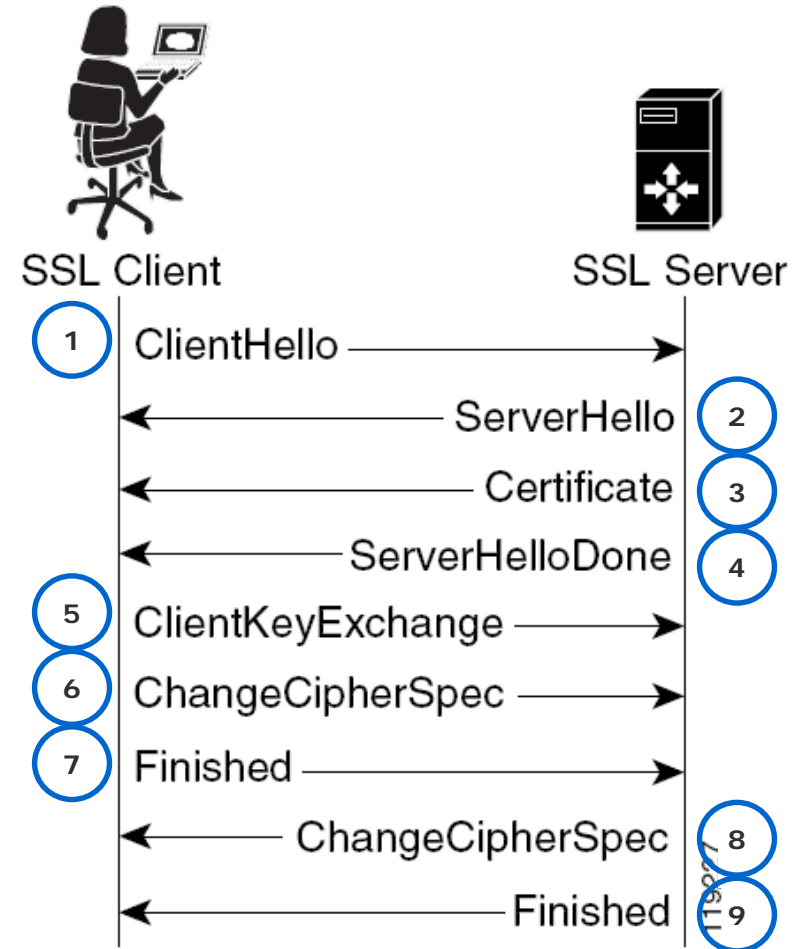 SSL Client
SSL Server
1
ClientHello
ServerHello
2
Certificate
3
ServerHelloDone
4
5
ClientKeyExchange
6
ChangeCipherSpec
7
Finished
ChangeCipherSpec
8
Finished
9